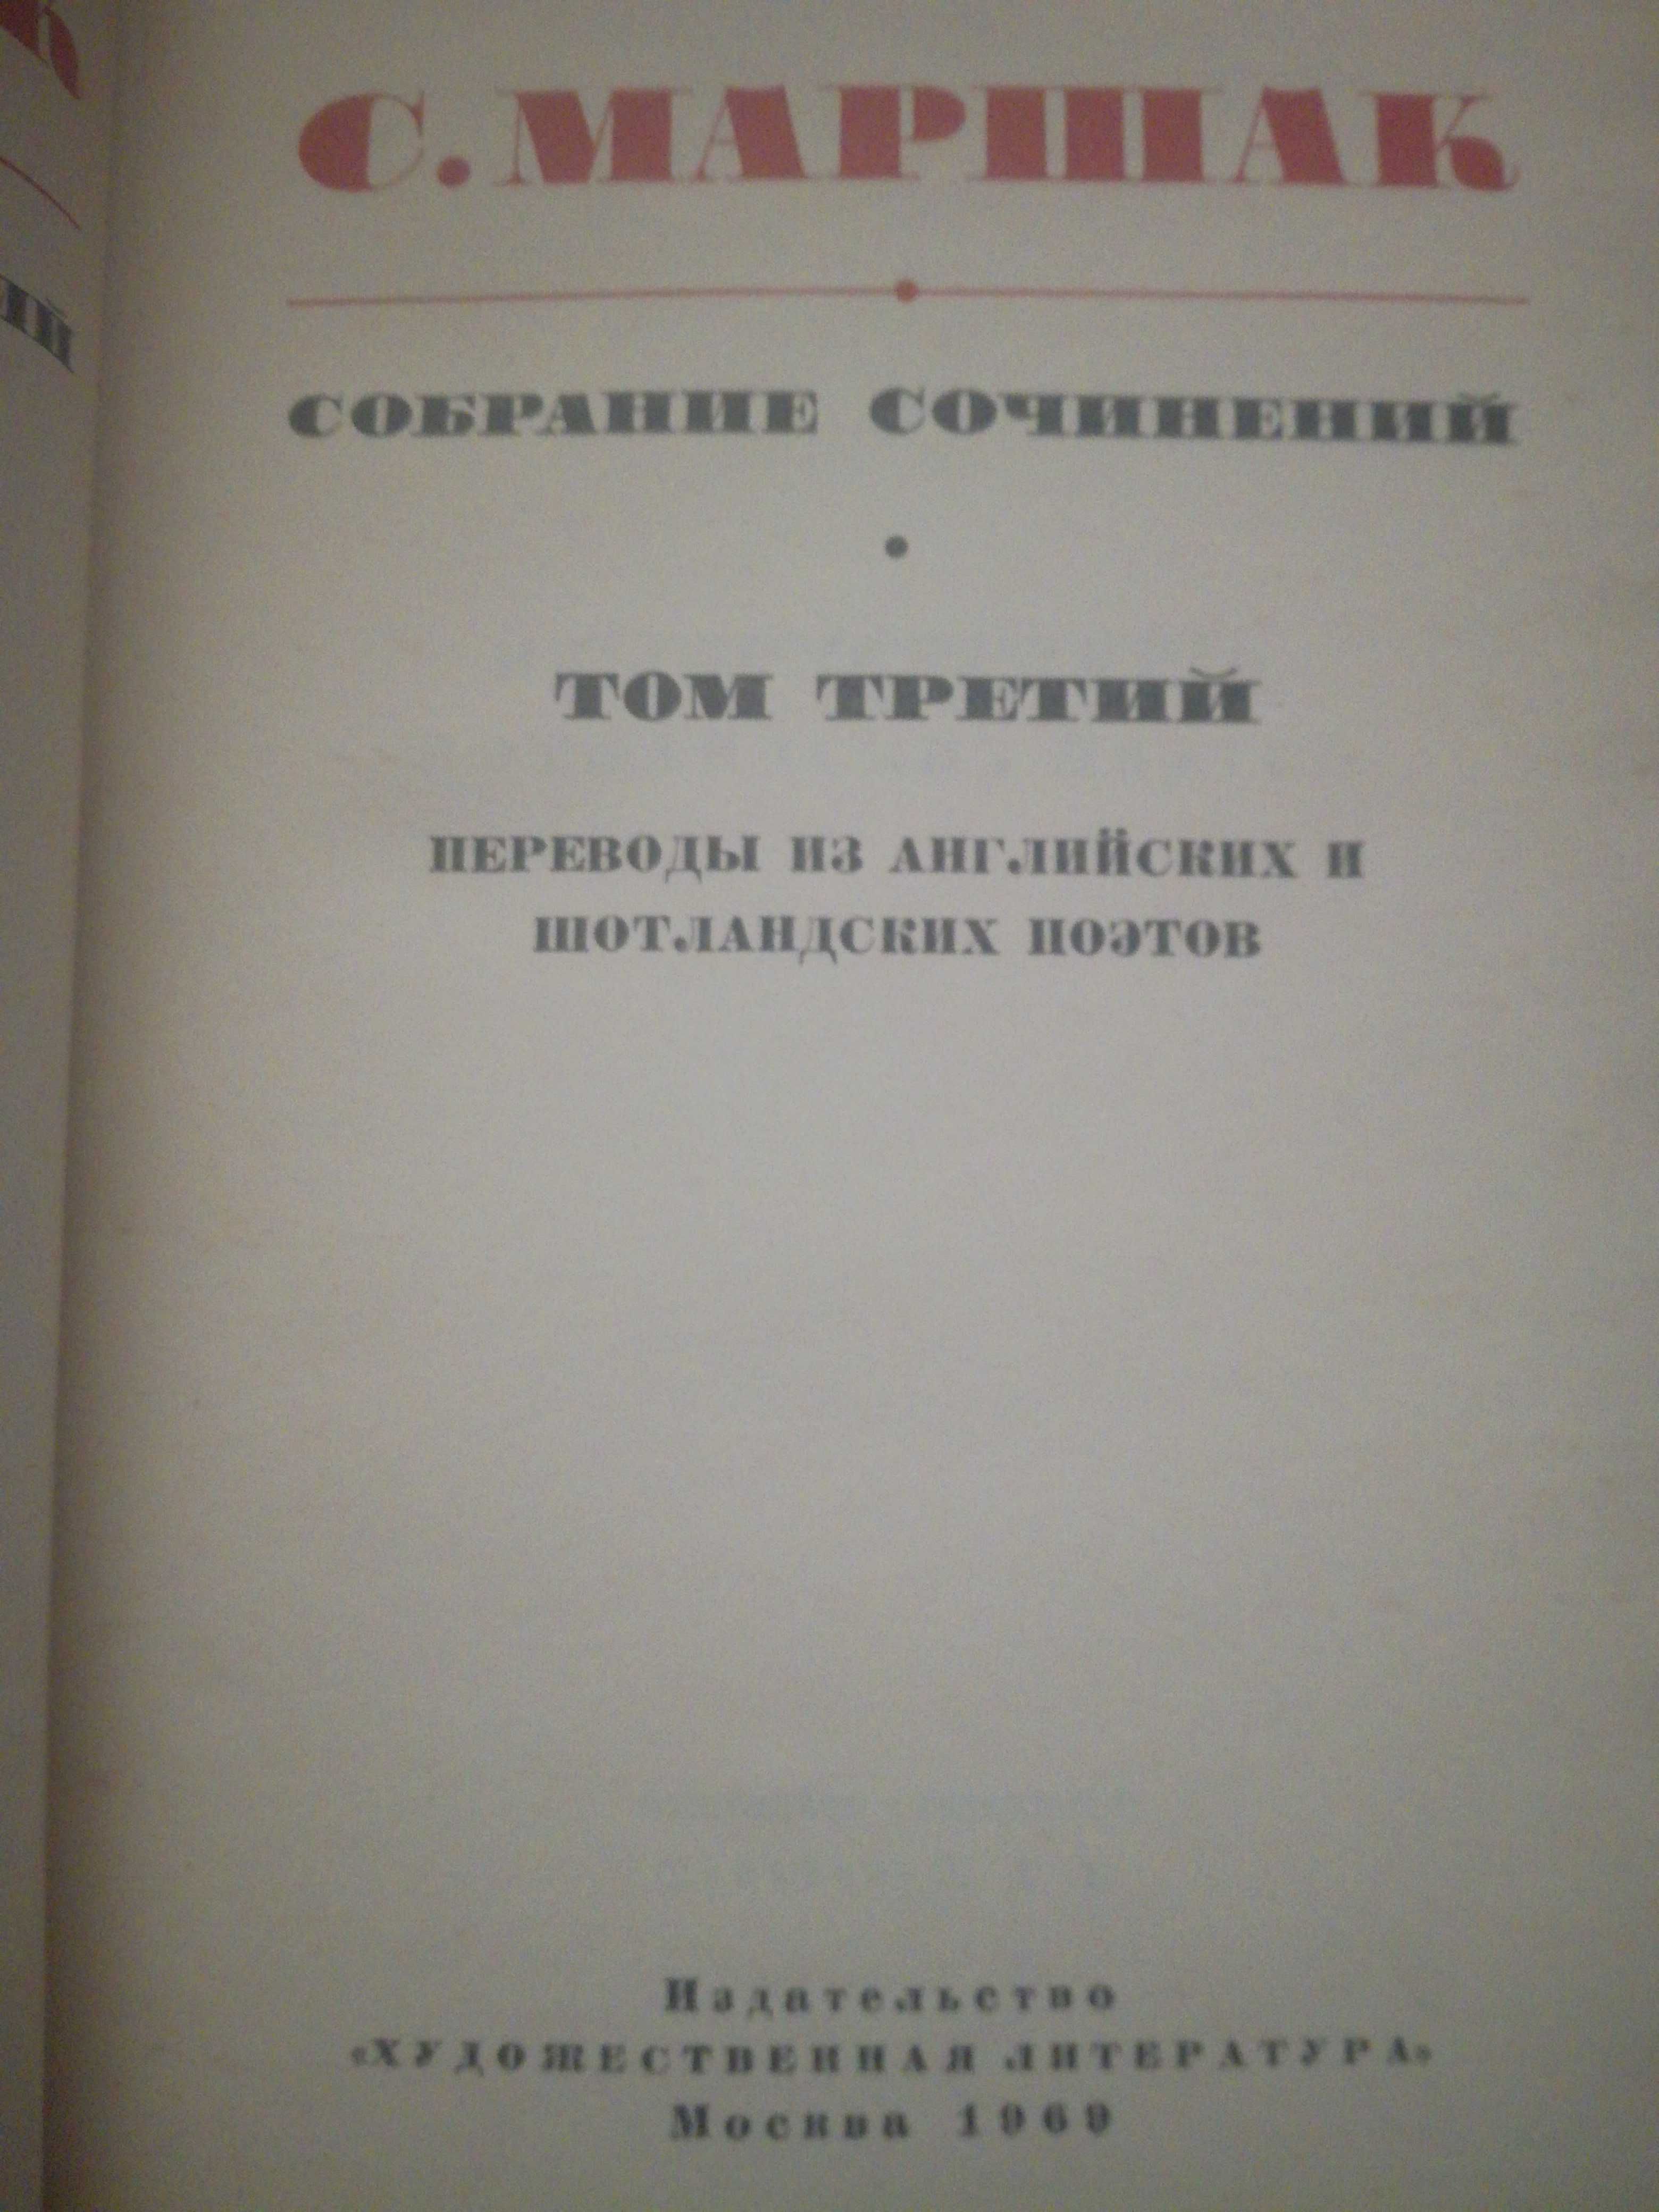 С. МАРШАК
СОБРАНИЕ СОЧИНЕНИЙ
ТОМ ТРЕТИЙ
ПЕРЕВОДЫ ИЗ АНГЛИЙСКИХ И
ШОТЛАНДСКИХ ПОЭТОВ
Издательство
«ХУДОЖЕСТВЕННАЯ ЛИТЕРАТУРА»
Москва 1969